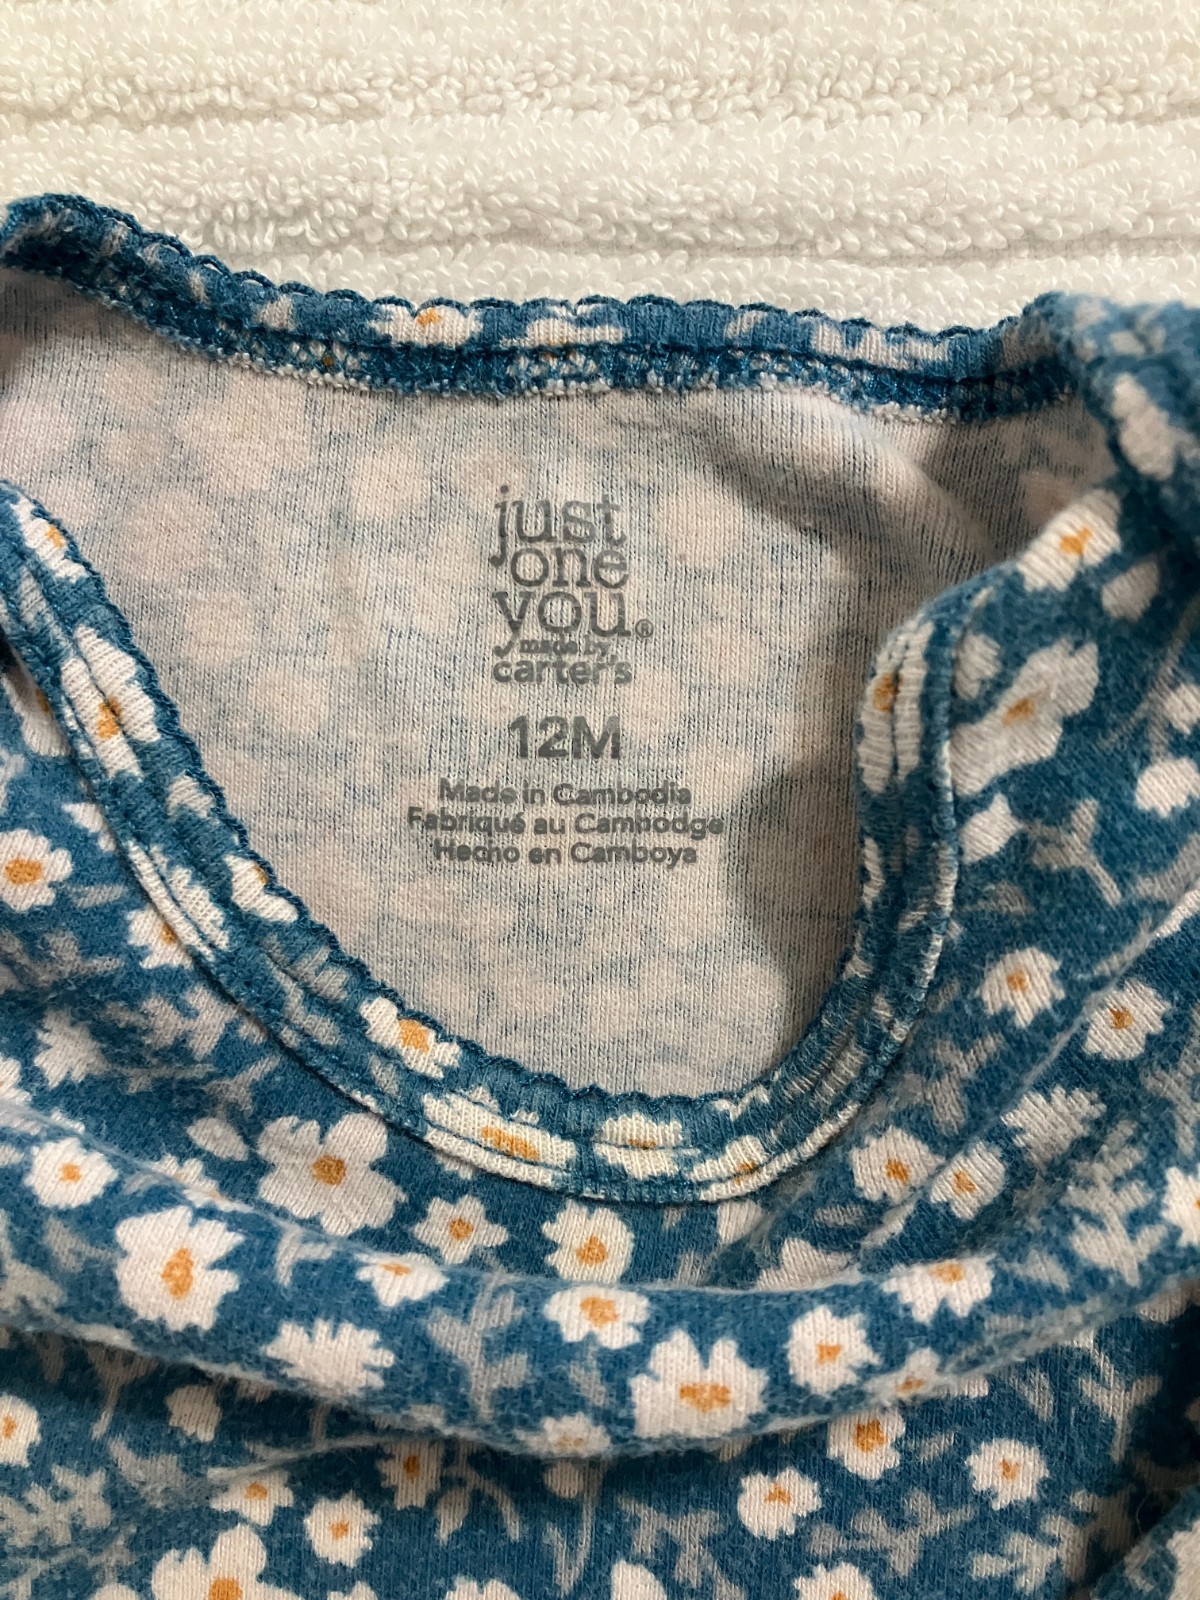 just
one
you®
made by
carter's
12M
Made in Cambodia
Fabriqué au Cambodge
Hecho en Camboya